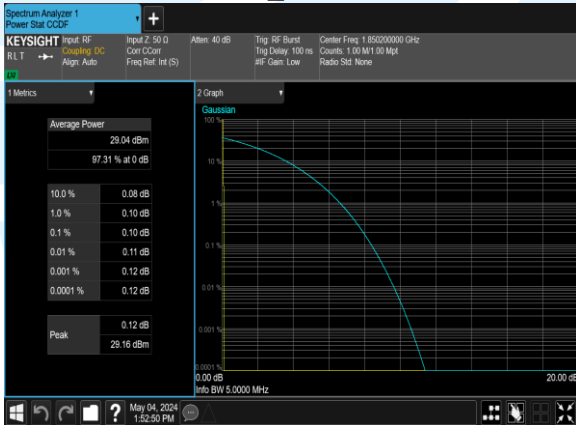 Spectrum Analyzer 1
Power Stat CCDF
+
KEYSIGHT
R L T
LXI
Input: RF
Coupling: DC
Align: Auto
Input Z: 50 Ω
Corr CCorr
Freq Ref: Int (S)
Atten: 40 dB
Trig: RF Burst
Trig Delay: 100 ns
#IF Gain: Low
Center Freq: 1.850200000 GHz
Counts: 1.00 M/1.00 Mpt
Radio Std: None
1 Metrics
Average Power
29.04 dBm
97.31 % at 0 dB
10.0 % 0.08 dB
1.0 % 0.10 dB
0.1 % 0.10 dB
0.01 % 0.11 dB
0.001 % 0.12 dB
0.0001 % 0.12 dB
Peak
0.12 dB
29.16 dBm
2 Graph
Gaussian
100 %
10 %
1 %
0.1 %
0.01 %
0.001 %
0.0001 %
0.00 dB 20.00 dB
Info BW 5.0000 MHz
?
May 04, 2024
1:52:50 PM